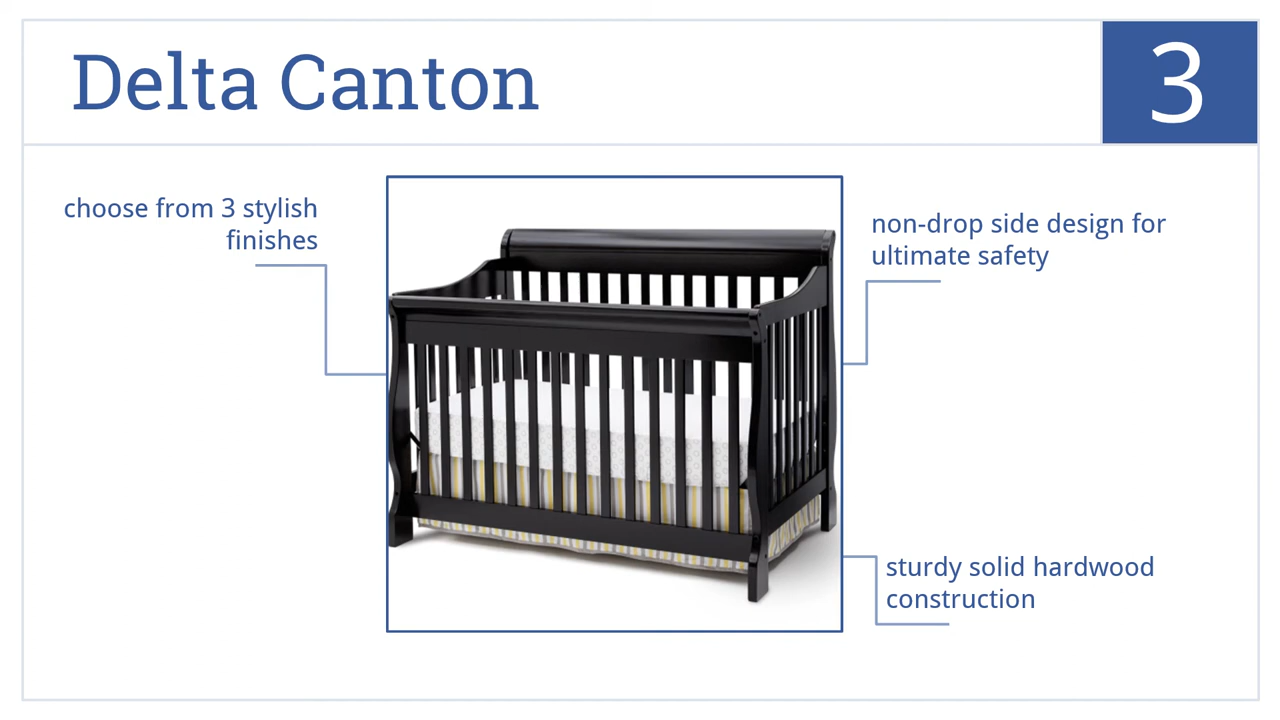 Delta Canton
3
choose from 3 stylish
finishes
non-drop side design for
ultimate safety
sturdy solid hardwood
construction